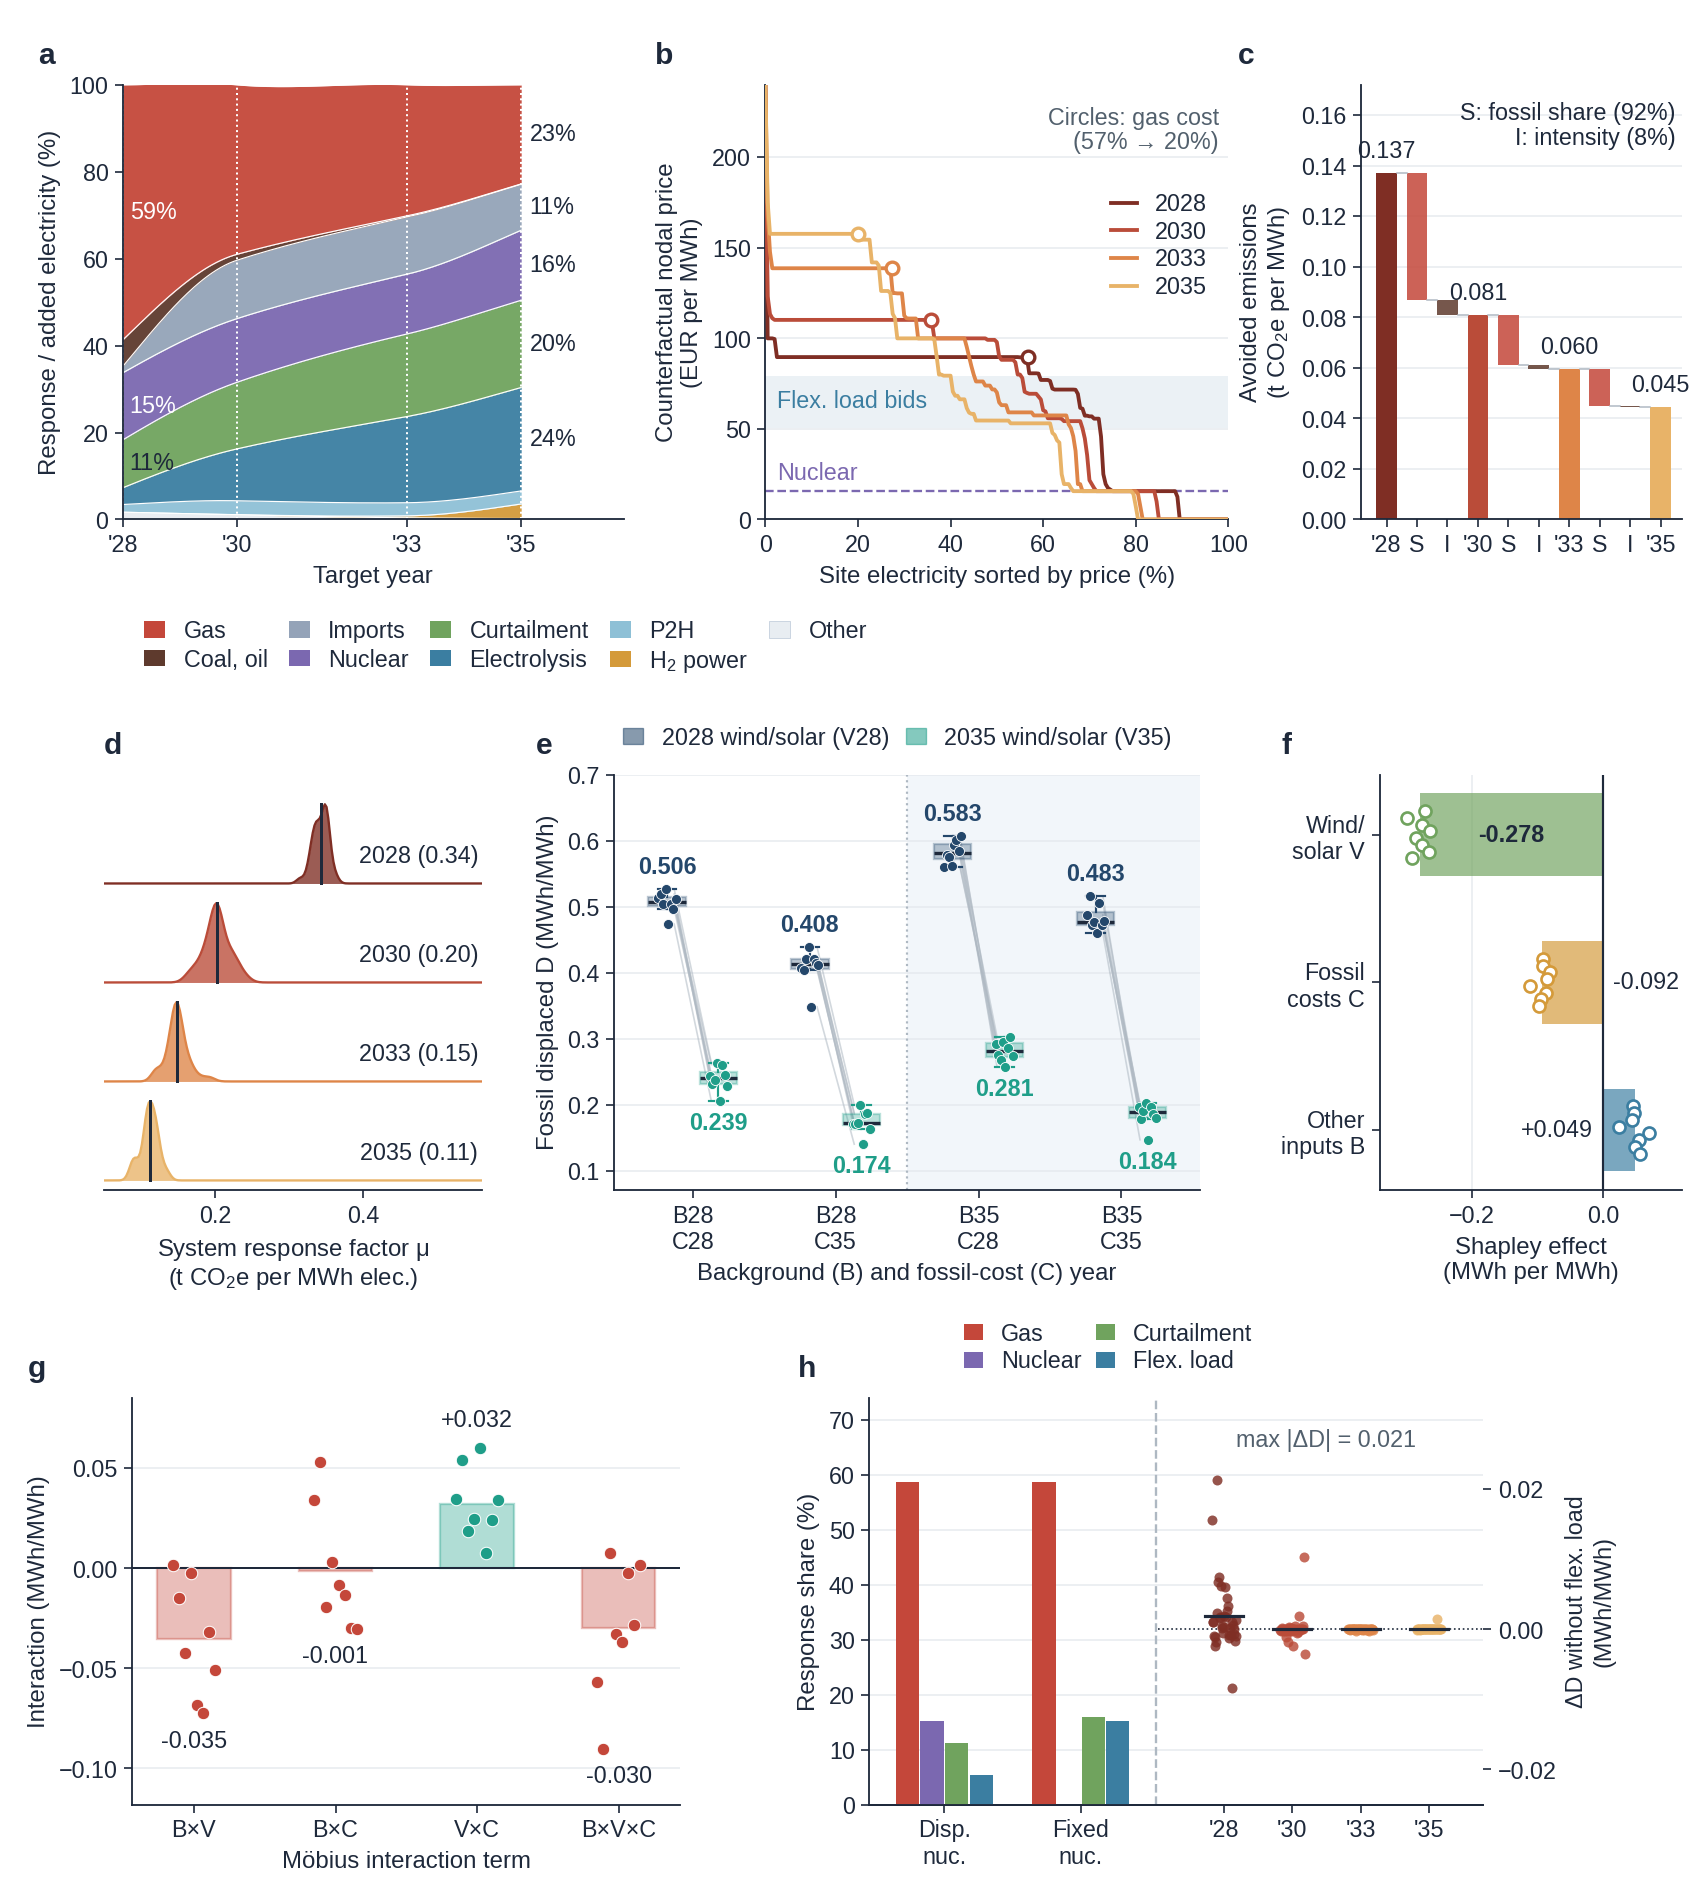 a
Response / added electricity (%)
100
80
60
40
20
0
59%
15%
11%
23%
11%
16%
20%
24%
'28
'30
'33
'35
Target year
Gas
Imports
Curtailment
P2H
Other
Coal, oil
Nuclear
Electrolysis
H₂ power
b
Counterfactual nodal price
(EUR per MWh)
200
150
100
50
0
Circles: gas cost
(57% → 20%)
2028
2030
2033
2035
Flex. load bids
Nuclear
0
20
40
60
80
100
Site electricity sorted by price (%)
c
Avoided emissions
(t CO₂e per MWh)
0.16
0.14
0.12
0.10
0.08
0.06
0.04
0.02
0.00
S: fossil share (92%)
I: intensity (8%)
0.137
0.081
0.060
0.045
'28
S
I
'30
S
I
'33
S
I
'35
d
2028 (0.34)
2030 (0.20)
2033 (0.15)
2035 (0.11)
0.2
0.4
System response factor μ
(t CO₂e per MWh elec.)
e
2028 wind/solar (V28)
2035 wind/solar (V35)
Fossil displaced D (MWh/MWh)
0.7
0.6
0.5
0.4
0.3
0.2
0.1
0.506
0.408
0.583
0.483
0.239
0.174
0.281
0.184
B28
C28
B28
C35
B35
C28
B35
C35
Background (B) and fossil-cost (C) year
f
Wind/
solar V
Fossil
costs C
Other
inputs B
-0.278
-0.092
+0.049
−0.2
0.0
Shapley effect
(MWh per MWh)
g
Interaction (MWh/MWh)
0.05
0.00
−0.05
−0.10
-0.035
-0.001
+0.032
-0.030
B×V
B×C
V×C
B×V×C
Möbius interaction term
h
Gas
Curtailment
Nuclear
Flex. load
Response share (%)
70
60
50
40
30
20
10
0
max |ΔD| = 0.021
0.02
0.00
−0.02
ΔD without flex. load
(MWh/MWh)
Disp.
nuc.
Fixed
nuc.
'28
'30
'33
'35